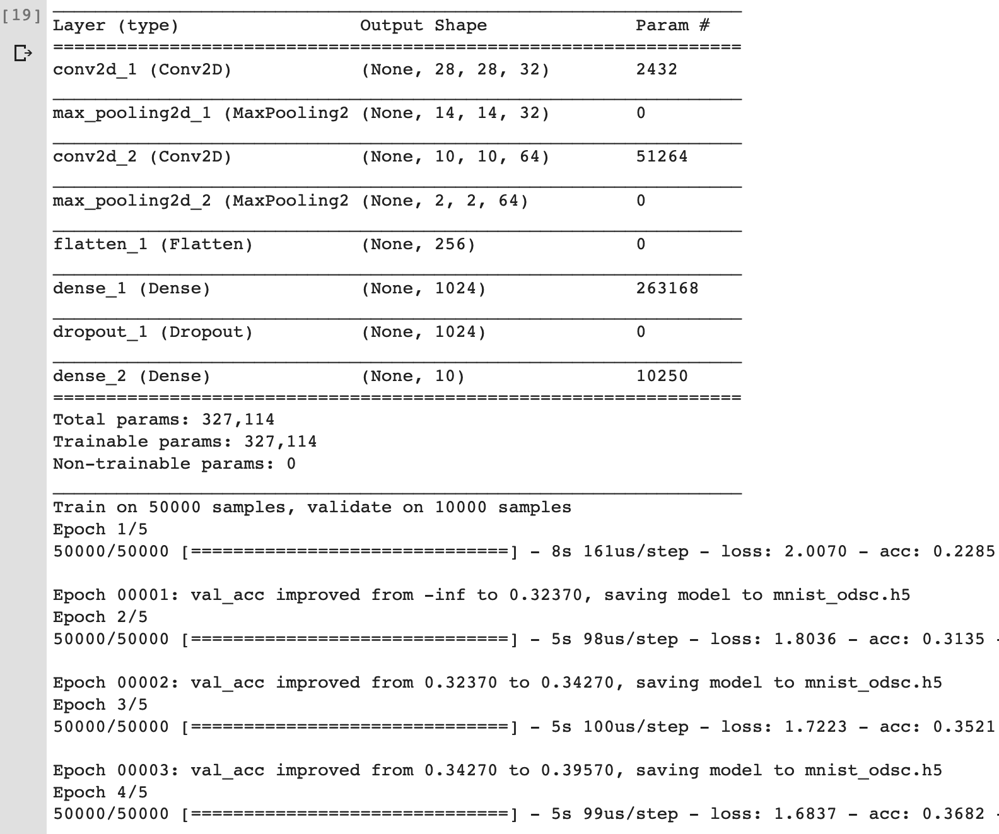 [19]
Layer (type) Output Shape Param #
=================================================================
conv2d_1 (Conv2D) (None, 28, 28, 32) 2432
max_pooling2d_1 (MaxPooling2 (None, 14, 14, 32) 0
conv2d_2 (Conv2D) (None, 10, 10, 64) 51264
max_pooling2d_2 (MaxPooling2 (None, 2, 2, 64) 0
flatten_1 (Flatten) (None, 256) 0
dense_1 (Dense) (None, 1024) 263168
dropout_1 (Dropout) (None, 1024) 0
dense_2 (Dense) (None, 10) 10250
=================================================================
Total params: 327,114
Trainable params: 327,114
Non-trainable params: 0
Train on 50000 samples, validate on 10000 samples
Epoch 1/5
50000/50000 [==============================] - 8s 161us/step - loss: 2.0070 - acc: 0.2285
Epoch 00001: val_acc improved from -inf to 0.32370, saving model to mnist_odsc.h5
Epoch 2/5
50000/50000 [==============================] - 5s 98us/step - loss: 1.8036 - acc: 0.3135 -
Epoch 00002: val_acc improved from 0.32370 to 0.34270, saving model to mnist_odsc.h5
Epoch 3/5
50000/50000 [==============================] - 5s 100us/step - loss: 1.7223 - acc: 0.3521
Epoch 00003: val_acc improved from 0.34270 to 0.39570, saving model to mnist_odsc.h5
Epoch 4/5
50000/50000 [==============================] - 5s 99us/step - loss: 1.6837 - acc: 0.3682 -